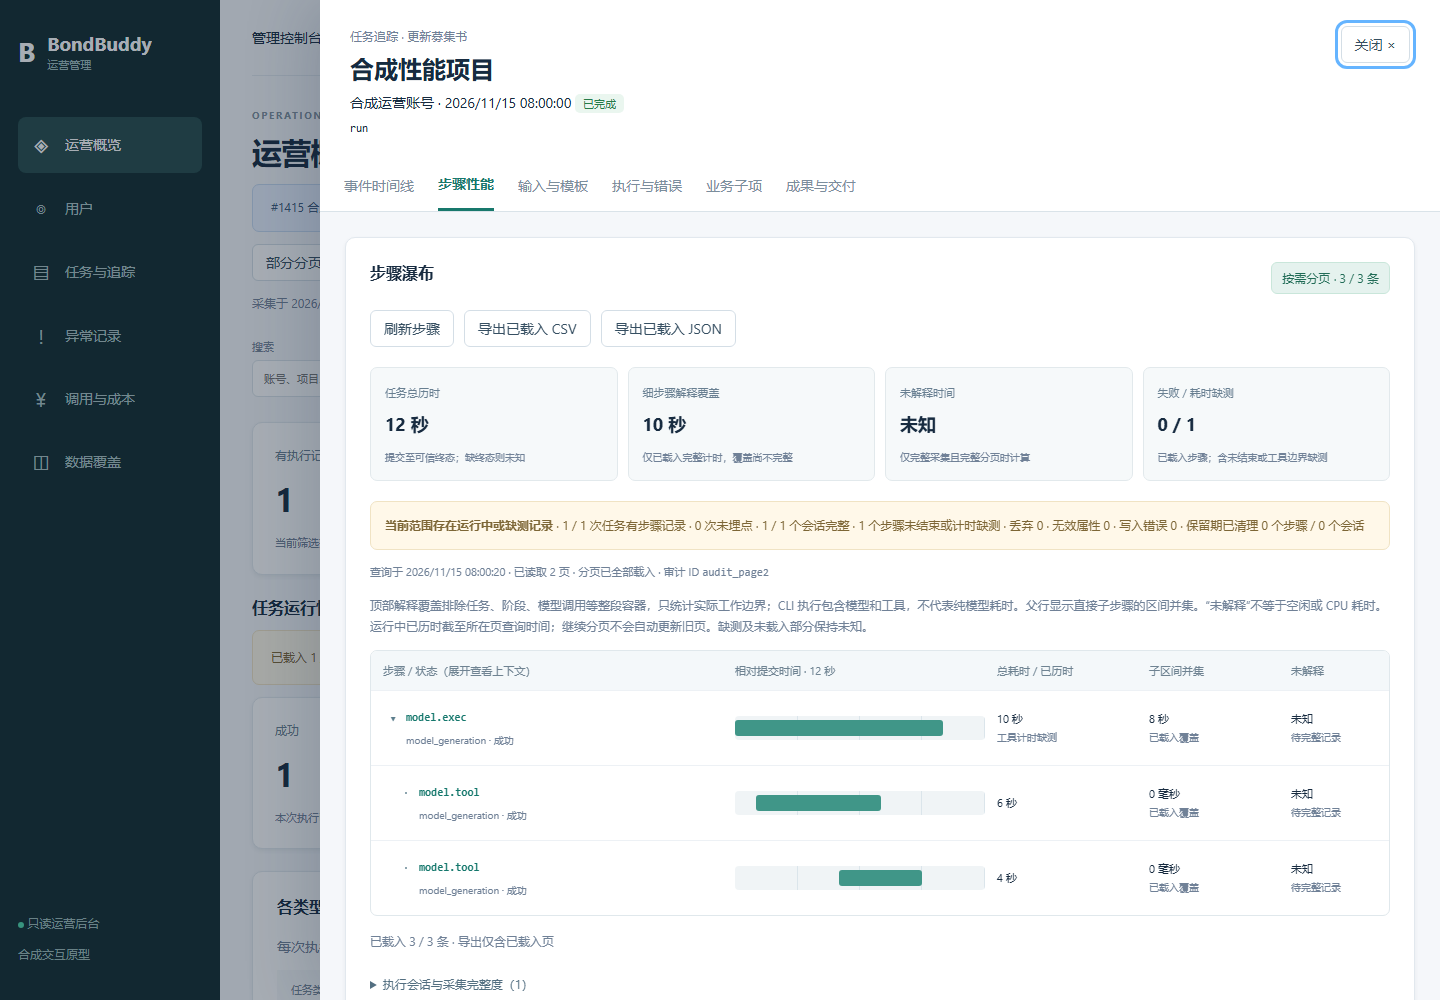 B BondBuddy
运营管理
运营概览
用户
任务与追踪
异常记录
调用与成本
数据覆盖
只读运营后台
合成交互原型
管理控制台
OPERATION
运营
#1415 合
部分分页
采集于 2026/
搜索
账号、项目
有执行记
1
当前筛选
任务运行
已载入 1
成功
1
本次执行
各类型
每次执
任务类
任务追踪 · 更新募集书
合成性能项目
合成运营账号 · 2026/11/15 08:00:00 已完成
run
关闭 ×
事件时间线 步骤性能 输入与模板 执行与错误 业务子项 成果与交付
步骤瀑布
按需分页 · 3 / 3 条
刷新步骤 导出已载入 CSV 导出已载入 JSON
任务总历时
12 秒
提交至可信终态；缺终态则未知
细步骤解释覆盖
10 秒
仅已载入完整计时，覆盖尚不完整
未解释时间
未知
仅完整采集且完整分页时计算
失败 / 耗时缺测
0 / 1
已载入步骤；含未结束或工具边界缺测
当前范围存在运行中或缺测记录 · 1 / 1 次任务有步骤记录 · 0 次未埋点 · 1 / 1 个会话完整 · 1 个步骤未结束或计时缺测 · 丢弃 0 · 无效属性 0 · 写入错误 0 · 保留期已清理 0 个步骤 / 0 个会话
查询于 2026/11/15 08:00:20 · 已读取 2 页 · 分页已全部载入 · 审计 ID audit_page2
顶部解释覆盖排除任务、阶段、模型调用等整段容器，只统计实际工作边界；CLI 执行包含模型和工具，不代表纯模型耗时。父行显示直接子步骤的区间并集。“未解释”不等于空闲或 CPU 耗时。
运行中已历时截至所在页查询时间；继续分页不会自动更新旧页。缺测及未载入部分保持未知。
步骤 / 状态（展开查看上下文） 相对提交时间 · 12 秒 总耗时 / 已历时 子区间并集 未解释
▾ model.exec 10 秒 8 秒 未知
model_generation · 成功 工具计时缺测 已载入覆盖 待完整记录
· model.tool 6 秒 0 毫秒 未知
model_generation · 成功 已载入覆盖 待完整记录
· model.tool 4 秒 0 毫秒 未知
model_generation · 成功 已载入覆盖 待完整记录
已载入 3 / 3 条 · 导出仅含已载入页
▶ 执行会话与采集完整度（1）